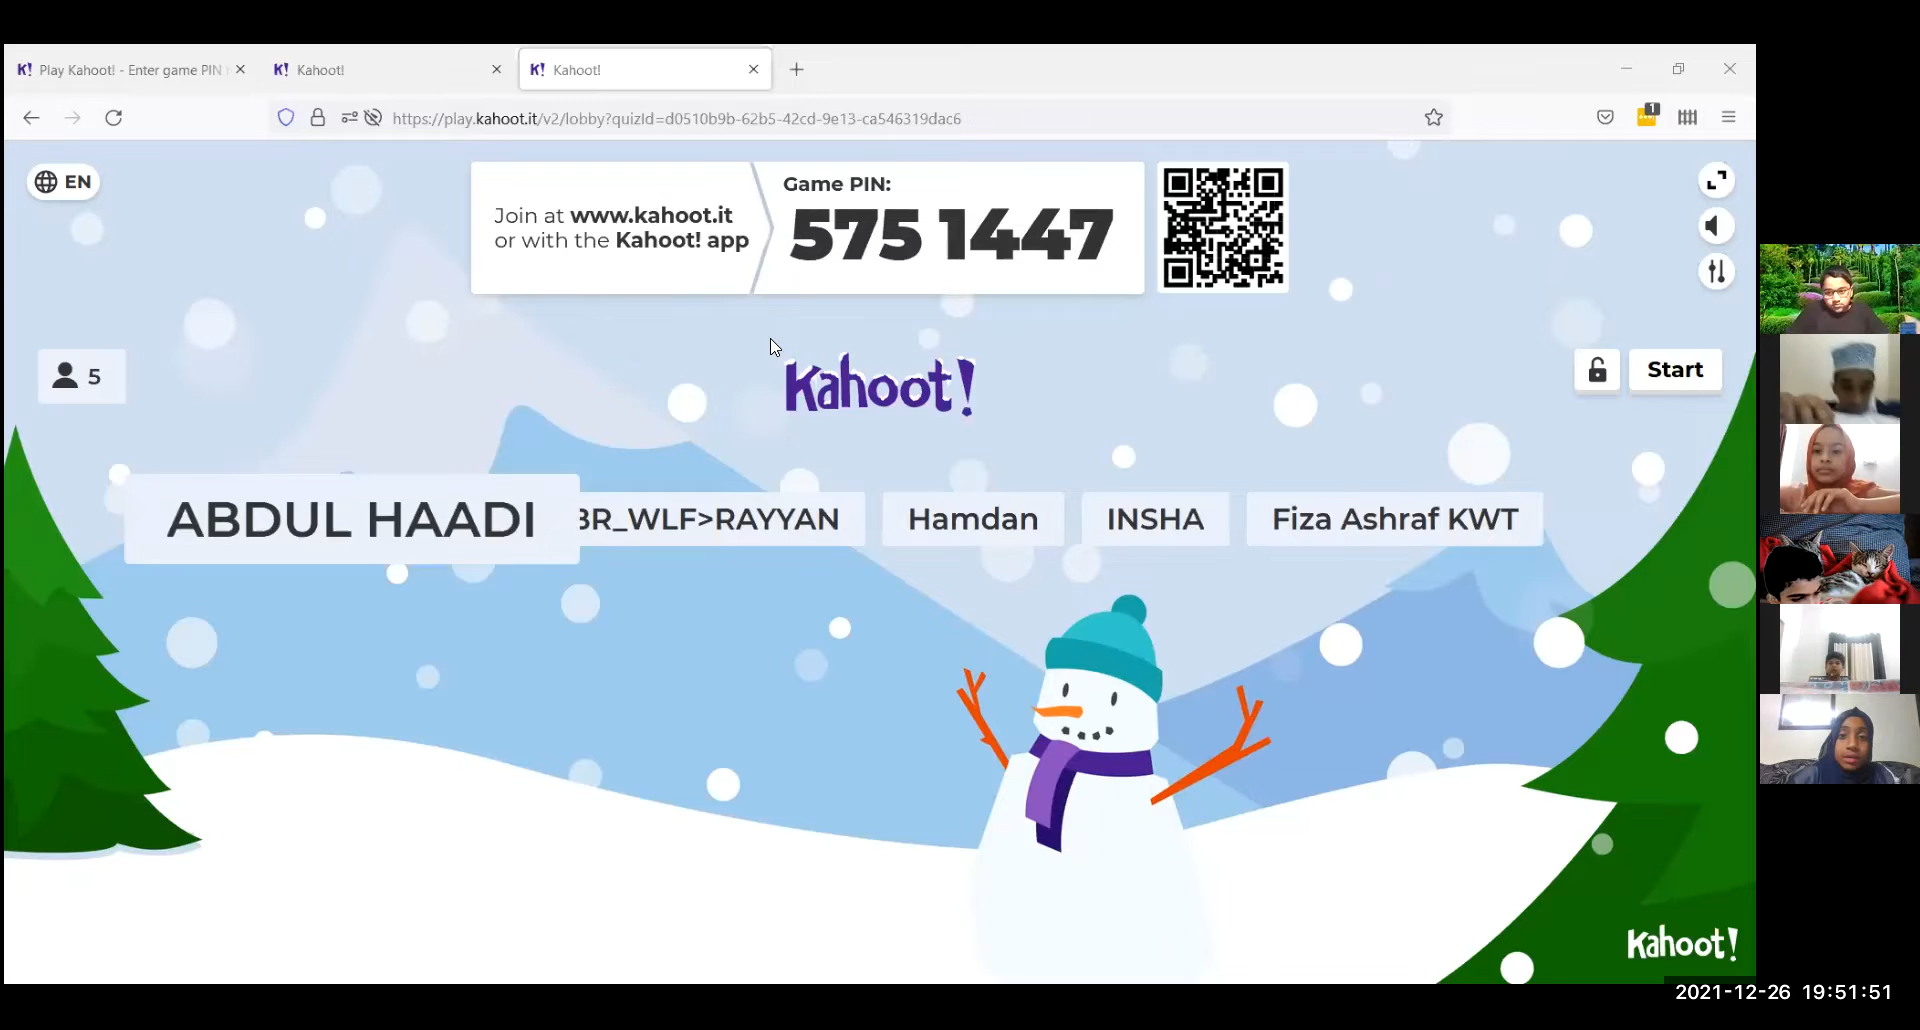 Play Kahoot! - Enter game PIN
Kahoot!
Kahoot!
https://play.kahoot.it/v2/lobby?quizId=d0510b9b-62b5-42cd-9e13-ca546319dac6
1
EN
Join at www.kahoot.it
or with the Kahoot! app
Game PIN:
575 1447
5
Kahoot!
Start
ABDUL HAADI
BR_WLF>RAYYAN
Hamdan
INSHA
Fiza Ashraf KWT
Kahoot!
2021-12-26 19:51:51